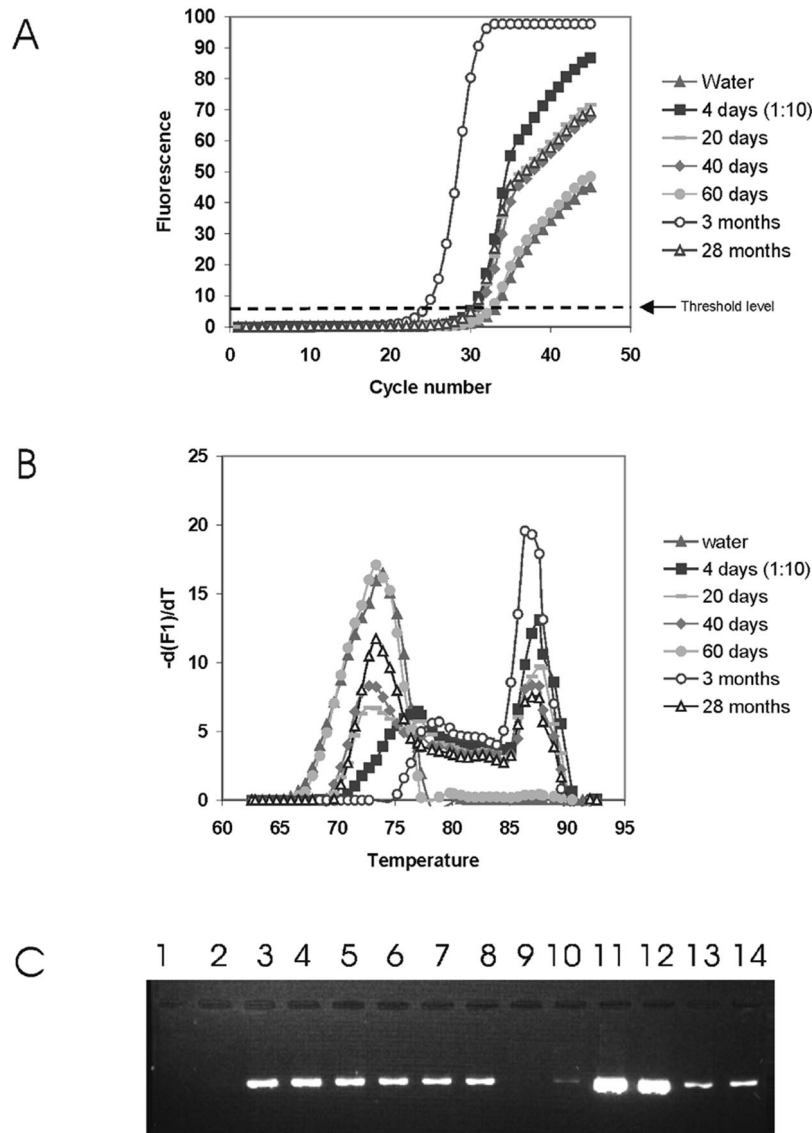 A
100
90
80
70
60
50
40
30
20
10
0
Fluorescence
0 10 20 30 40 50
Cycle number
Water
4 days (1:10)
20 days
40 days
60 days
3 months
28 months
Threshold level
B
25
20
15
10
5
0
-d(F1)/dT
60 65 70 75 80 85 90 95
Temperature
water
4 days (1:10)
20 days
40 days
60 days
3 months
28 months
C
1 2 3 4 5 6 7 8 9 10 11 12 13 14